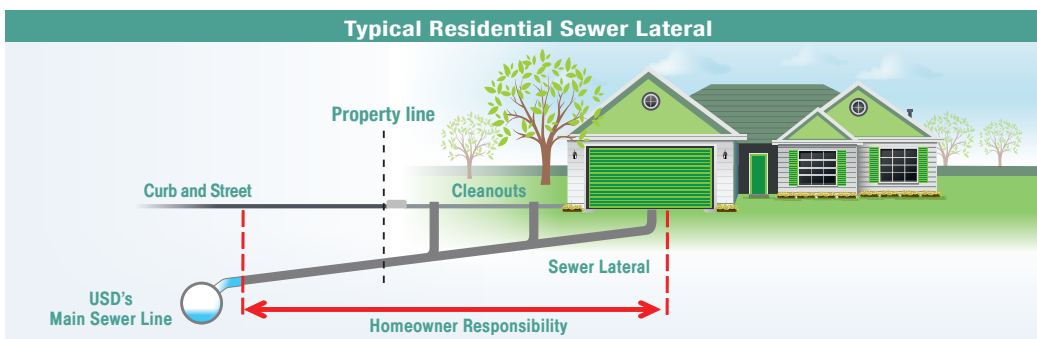 Typical Residential Sewer Lateral
Property line
Curb and Street
Cleanouts
Sewer Lateral
USD's
Main Sewer Line
Homeowner Responsibility